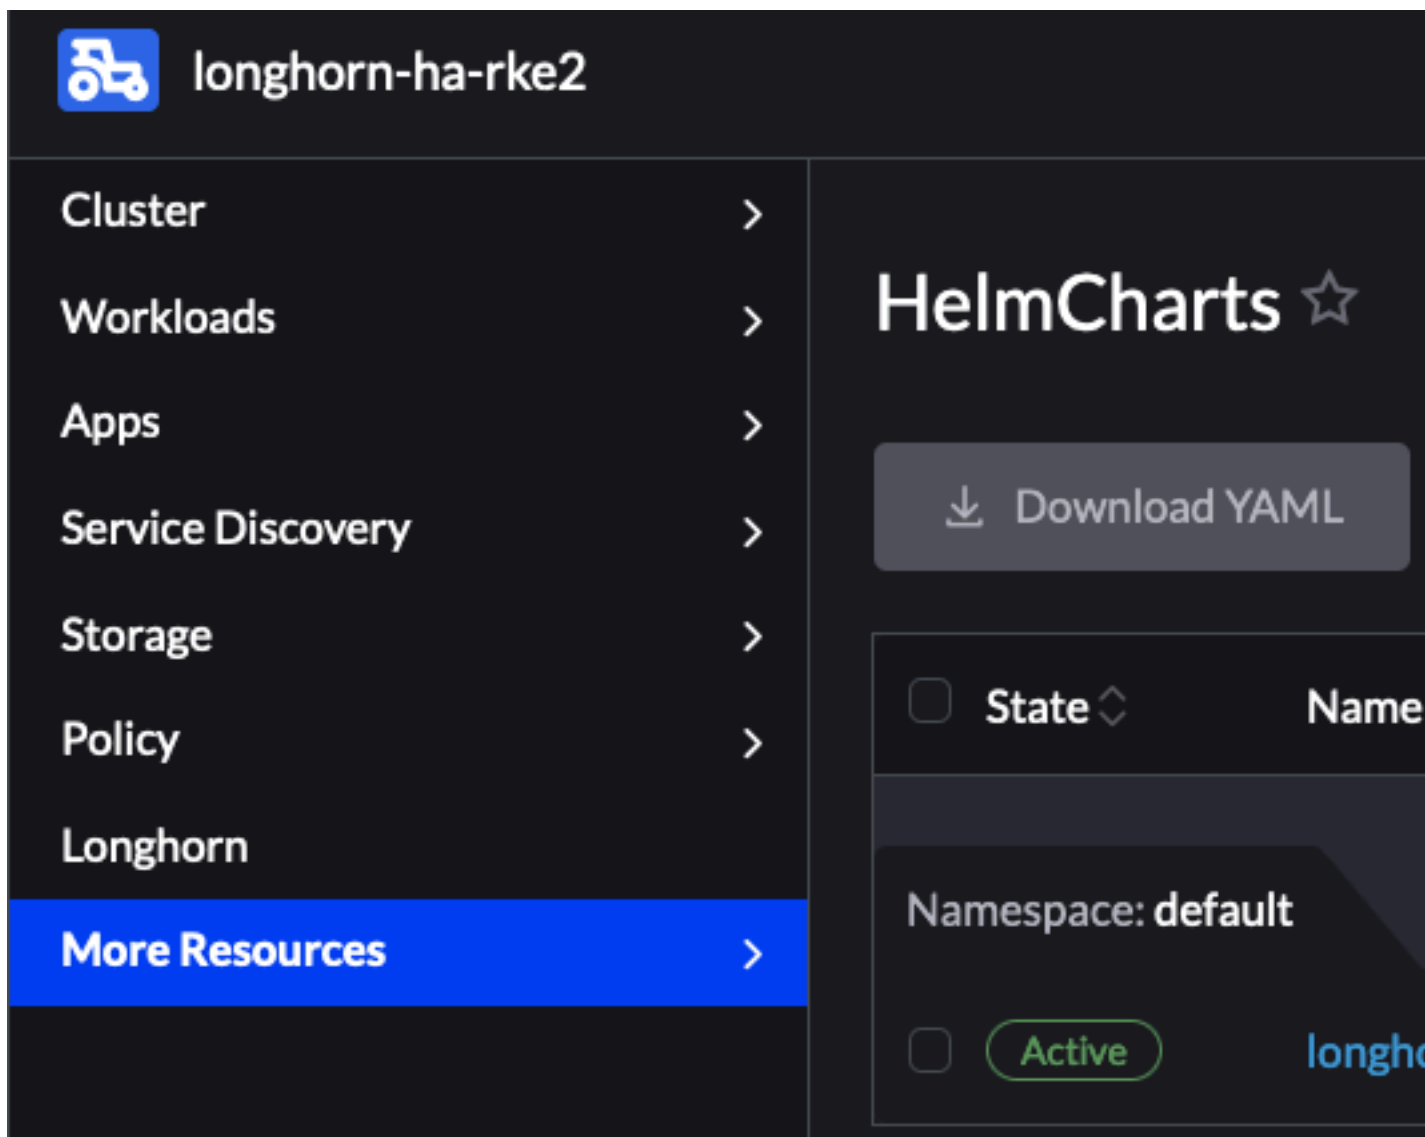 longhorn-ha-rke2
Cluster
Workloads
Apps
Service Discovery
Storage
Policy
Longhorn
More Resources
HelmCharts
Download YAML
State Name
Namespace: default
Active